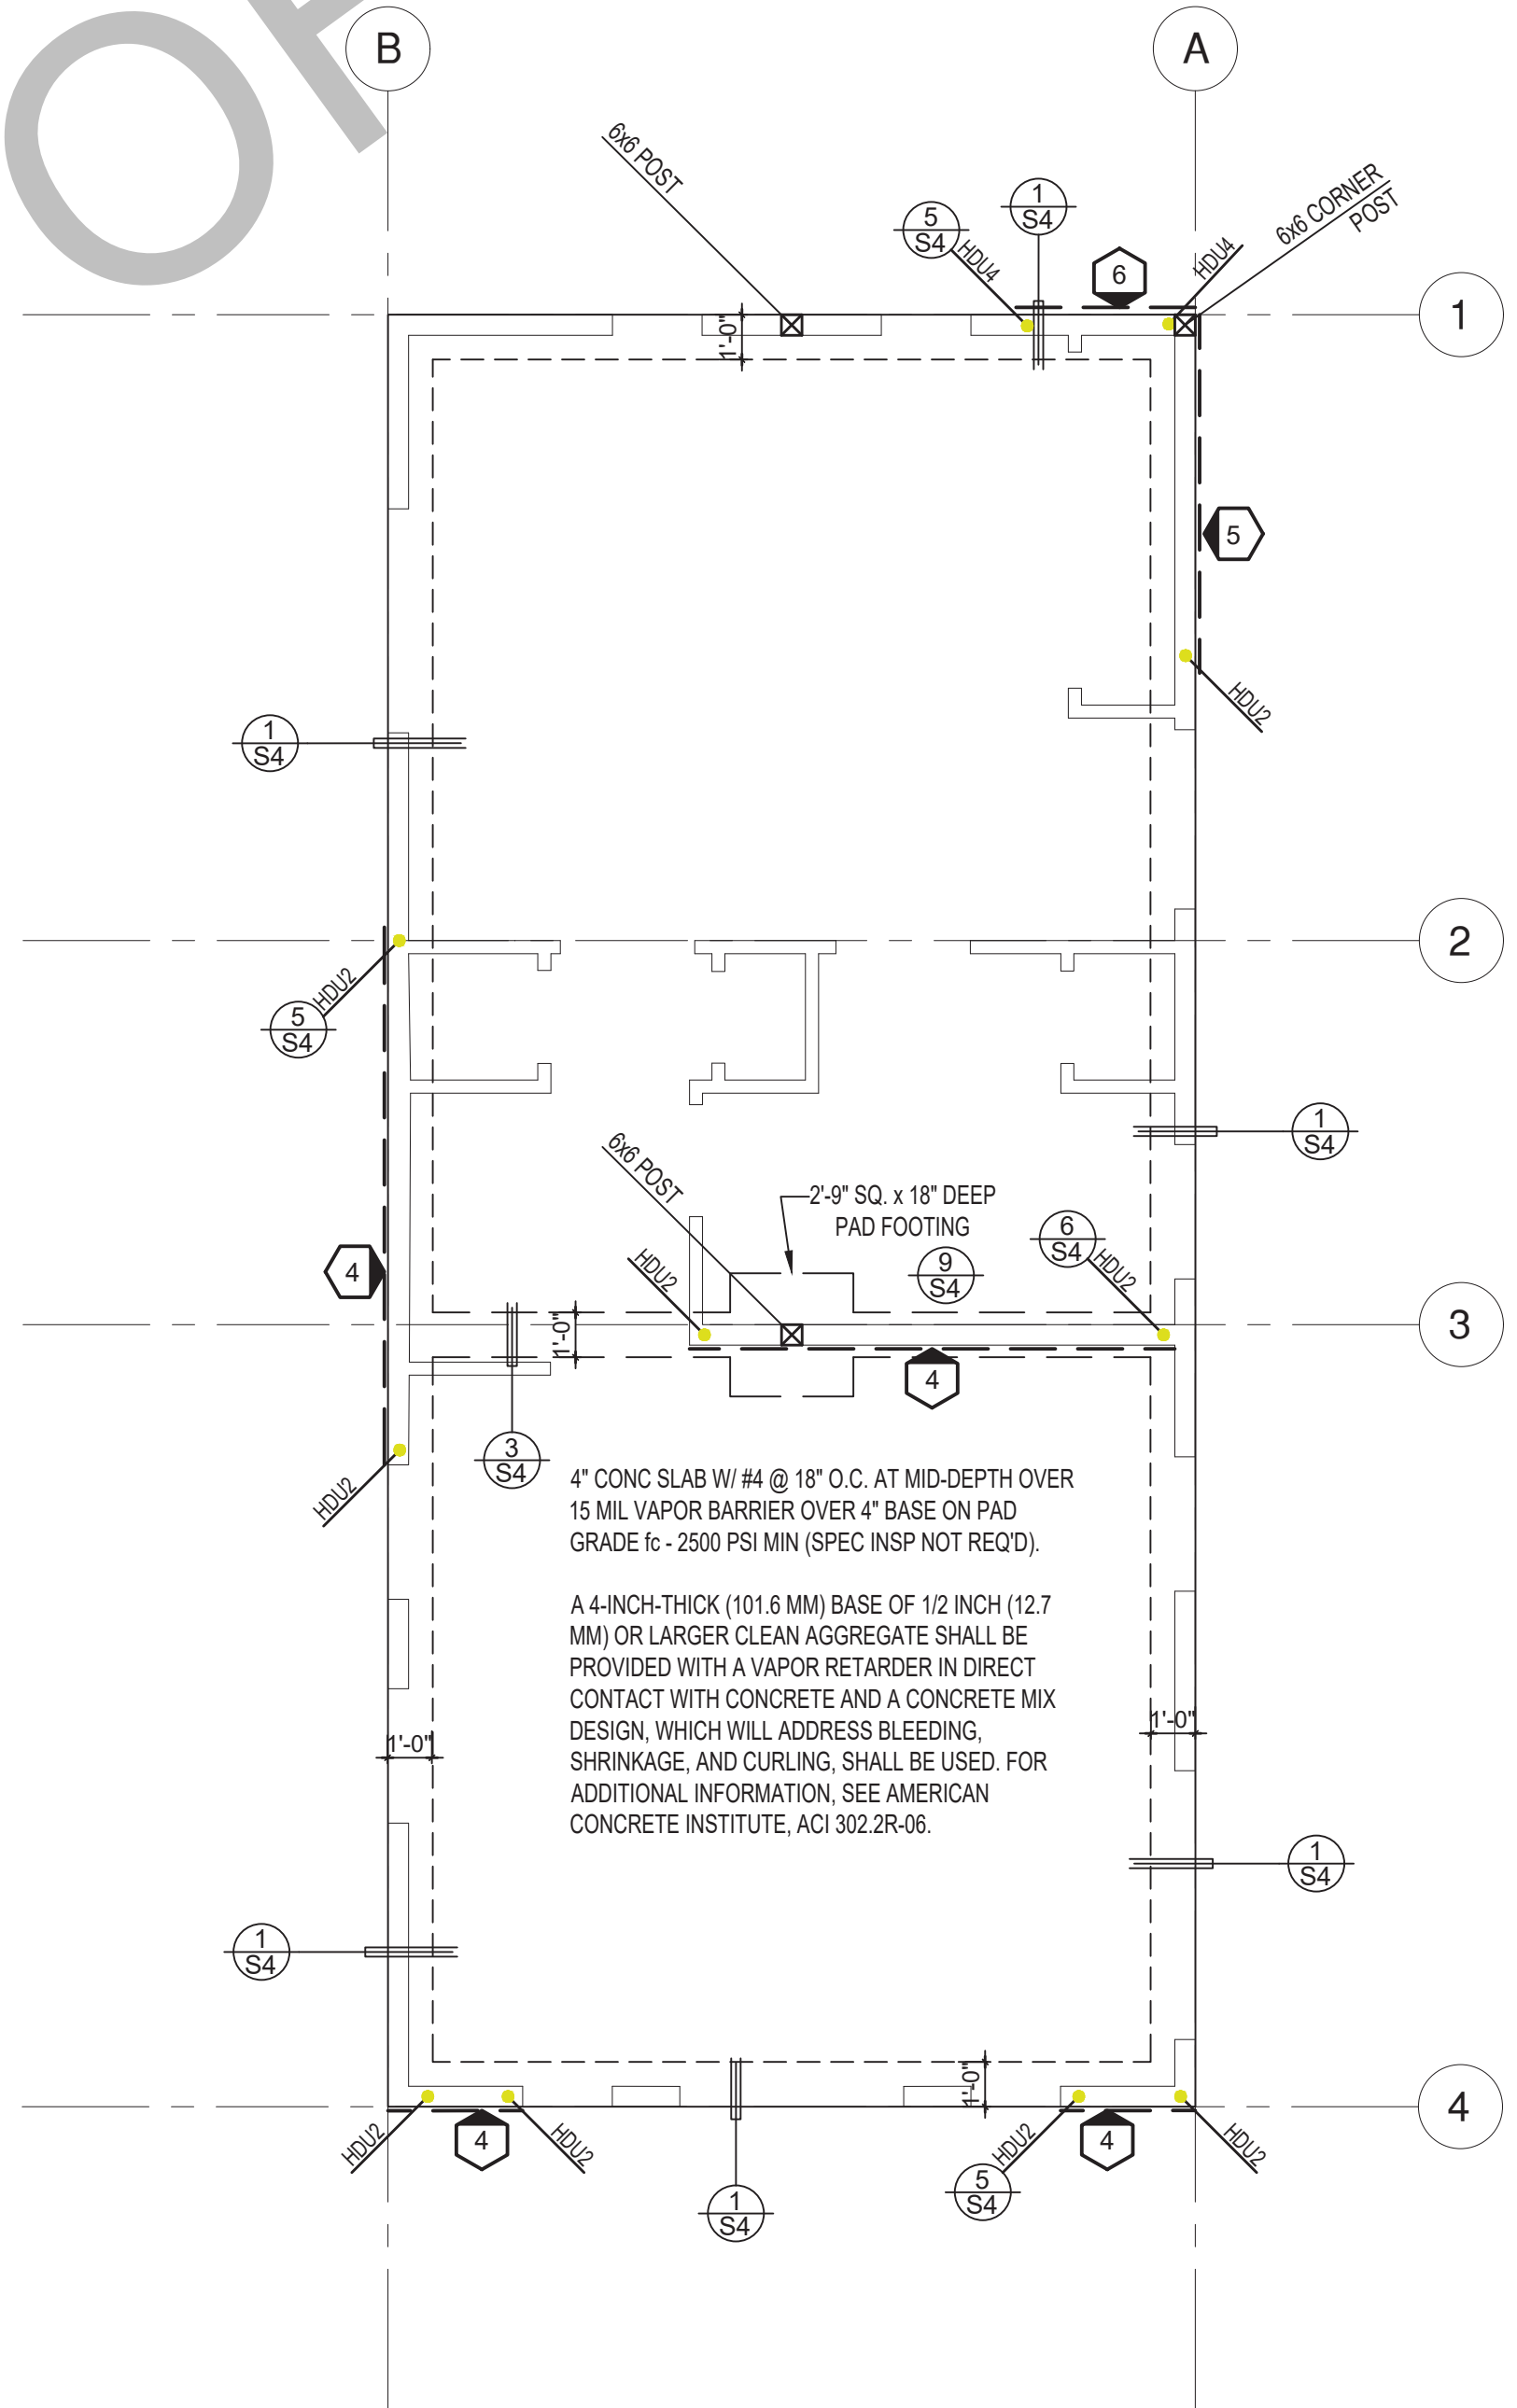 B
A
6x6 POST
5
S4
HDU4
1
S4
6
HDU4
6x6 CORNER
POST
1
1'-0"
5
HDU2
1
S4
2
HDU2
5
S4
1
S4
6x6 POST
2'-9" SQ. x 18" DEEP
PAD FOOTING
9
S4
6
S4
HDU2
HDU2
4
3
1'-0"
4
3
S4
HDU2
4" CONC SLAB W/ #4 @ 18" O.C. AT MID-DEPTH OVER
15 MIL VAPOR BARRIER OVER 4" BASE ON PAD
GRADE fc - 2500 PSI MIN (SPEC INSP NOT REQ'D).
A 4-INCH-THICK (101.6 MM) BASE OF 1/2 INCH (12.7
MM) OR LARGER CLEAN AGGREGATE SHALL BE
PROVIDED WITH A VAPOR RETARDER IN DIRECT
CONTACT WITH CONCRETE AND A CONCRETE MIX
DESIGN, WHICH WILL ADDRESS BLEEDING,
SHRINKAGE, AND CURLING, SHALL BE USED. FOR
ADDITIONAL INFORMATION, SEE AMERICAN
CONCRETE INSTITUTE, ACI 302.2R-06.
1'-0"
1'-0"
1
S4
1
S4
1'-0"
4
HDU2
4
HDU2
HDU2
4
HDU2
5
S4
1
S4